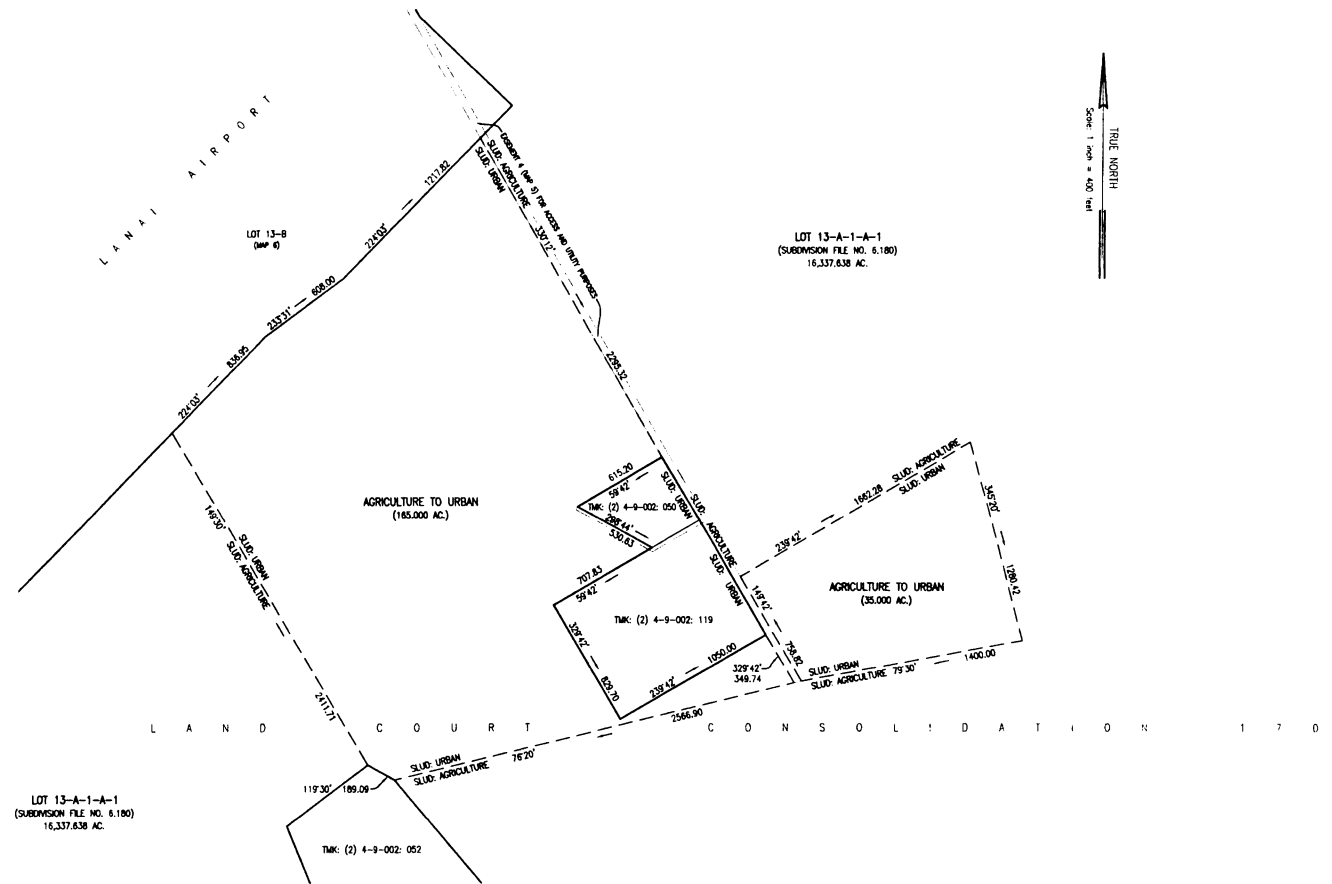 LANAI AIRPORT
LOT 13-B
(MAP 6)
1217.82
224°03'
608.00
233°31'
838.95
224°03'
EASEMENT 4 (MAP 5) FOR ACCESS AND UTILITY PURPOSES
SLUD: AGRICULTURE
SLUD: URBAN
330°12'
2295.32
LOT 13-A-1-A-1
(SUBDIVISION FILE NO. 6.180)
16,337.638 AC.
TRUE NORTH
Scale: 1 inch = 400 feet
AGRICULTURE TO URBAN
(165.000 AC.)
615.20
59°42'
TMK: (2) 4-9-002: 050
298°44'
530.63
SLUD: URBAN
SLUD: AGRICULTURE
SLUD: URBAN
707.83
59°42'
TMK: (2) 4-9-002: 119
329°42'
829.70
1050.00
239°42'
329°42'
349.74
149°42'
758.82
1662.28
239°42'
SLUD: AGRICULTURE
SLUD: URBAN
345°20'
1280.42
AGRICULTURE TO URBAN
(35.000 AC.)
SLUD: URBAN
SLUD: AGRICULTURE
79°30'
1400.00
149°30'
SLUD: URBAN
SLUD: AGRICULTURE
2411.71
2566.90
LAND COURT CONSOLIDATION 170
SLUD: URBAN
SLUD: AGRICULTURE
76°20'
119°30'
189.09
LOT 13-A-1-A-1
(SUBDIVISION FILE NO. 6.180)
16,337.638 AC.
TMK: (2) 4-9-002: 052